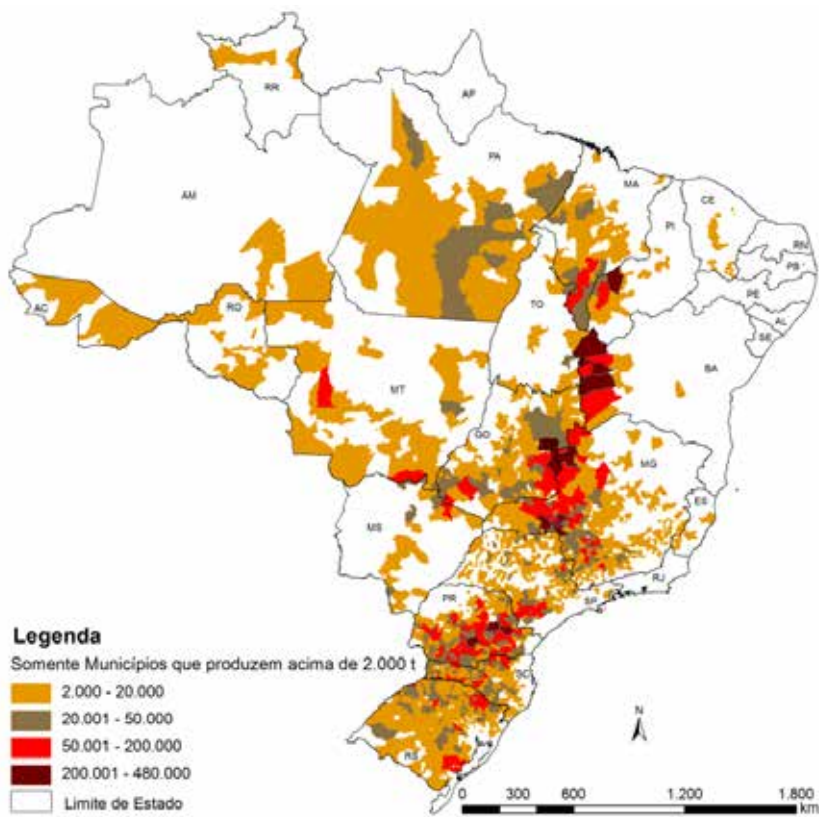 RR
AP
AM
PA
MA
CE
RN
PB
PE
AL
SE
PI
AC
RO
TO
BA
MT
GO
MG
ES
MS
RJ
SP
PR
SC
RS
Legenda
Somente Municípios que produzem acima de 2.000 t
2.000 - 20.000
20.001 - 50.000
50.001 - 200.000
200.001 - 480.000
Limite de Estado
N
0 300 600 1.200 1.800
km